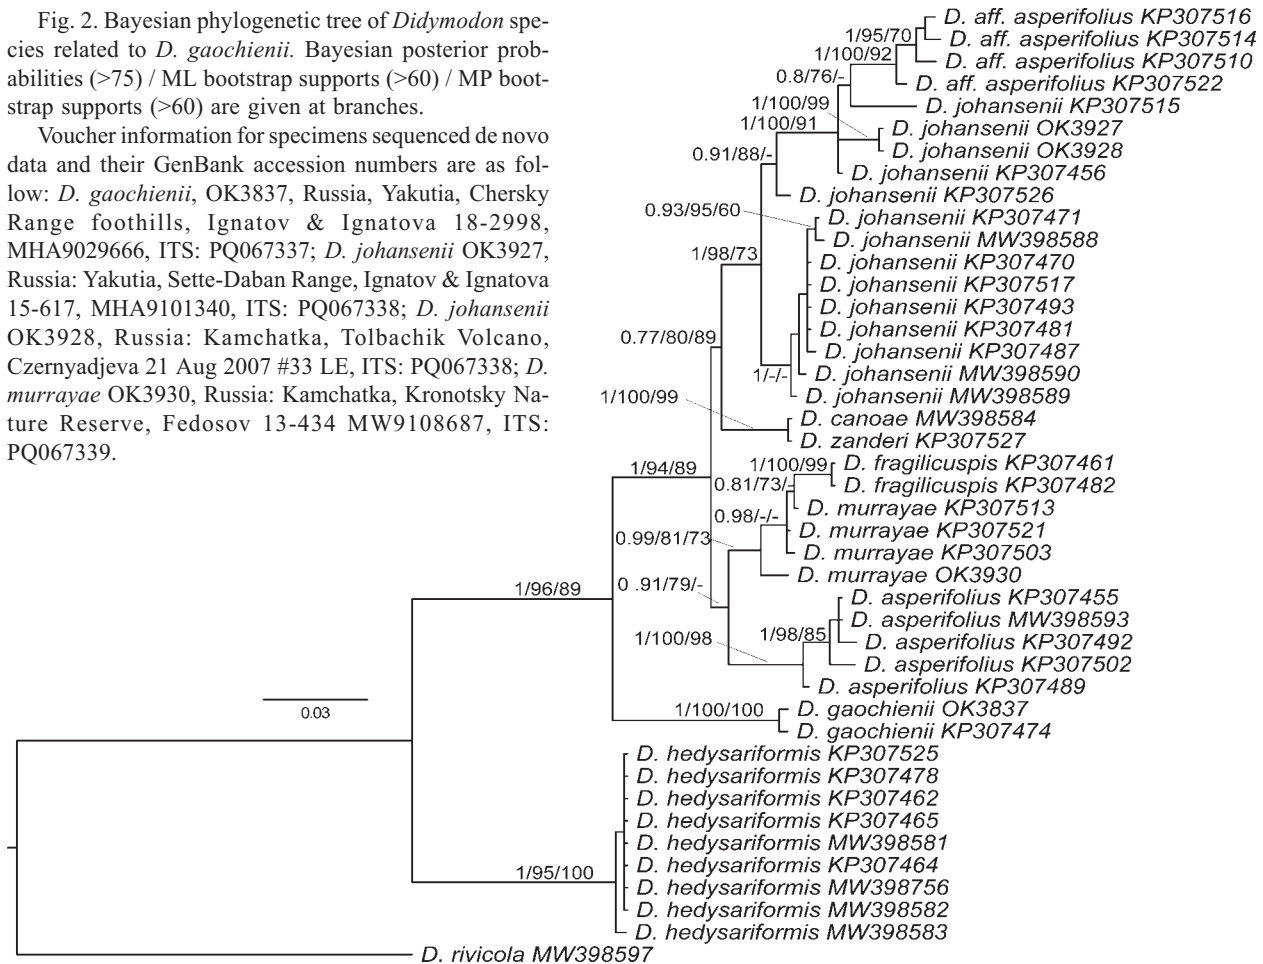 Fig. 2. Bayesian phylogenetic tree of Didymodon spe-
cies related to D. gaochienii. Bayesian posterior prob-
abilities (>75) / ML bootstrap supports (>60) / MP boot-
strap supports (>60) are given at branches.
Voucher information for specimens sequenced de novo
data and their GenBank accession numbers are as fol-
low: D. gaochienii, OK3837, Russia, Yakutia, Chersky
Range foothills, Ignatov & Ignatova 18-2998,
MHA9029666, ITS: PQ067337; D. johansenii OK3927,
Russia: Yakutia, Sette-Daban Range, Ignatov & Ignatova
15-617, MHA9101340, ITS: PQ067338; D. johansenii
OK3928, Russia: Kamchatka, Tolbachik Volcano,
Czernyadjeva 21 Aug 2007 #33 LE, ITS: PQ067338; D.
murrayae OK3930, Russia: Kamchatka, Kronotsky Na-
ture Reserve, Fedosov 13-434 MW9108687, ITS:
PQ067339.
D. aff. asperifolius KP307516
1/95/70
D. aff. asperifolius KP307514
1/100/92
D. aff. asperifolius KP307510
0.8/76/-
D. aff. asperifolius KP307522
1/100/99
D. johansenii KP307515
1/100/91
D. johansenii OK3927
D. johansenii OK3928
0.91/88/-
D. johansenii KP307456
D. johansenii KP307526
0.93/95/60
D. johansenii KP307471
D. johansenii MW398588
1/98/73
D. johansenii KP307470
D. johansenii KP307517
D. johansenii KP307493
0.77/80/89
D. johansenii KP307481
D. johansenii KP307487
1/-/-
D. johansenii MW398590
1/100/99
D. johansenii MW398589
D. canoae MW398584
D. zanderi KP307527
1/94/89
1/100/99
D. fragilicuspis KP307461
0.81/73/-
D. fragilicuspis KP307482
D. murrayae KP307513
0.98/-/-
D. murrayae KP307521
0.99/81/73
D. murrayae KP307503
D. murrayae OK3930
1/96/89
0 .91/79/-
D. asperifolius KP307455
D. asperifolius MW398593
1/100/98
1/98/85
D. asperifolius KP307492
D. asperifolius KP307502
D. asperifolius KP307489
0.03
1/100/100
D. gaochienii OK3837
D. gaochienii KP307474
D. hedysariformis KP307525
D. hedysariformis KP307478
D. hedysariformis KP307462
D. hedysariformis KP307465
D. hedysariformis MW398581
1/95/100
D. hedysariformis KP307464
D. hedysariformis MW398756
D. hedysariformis MW398582
D. hedysariformis MW398583
D. rivicola MW398597